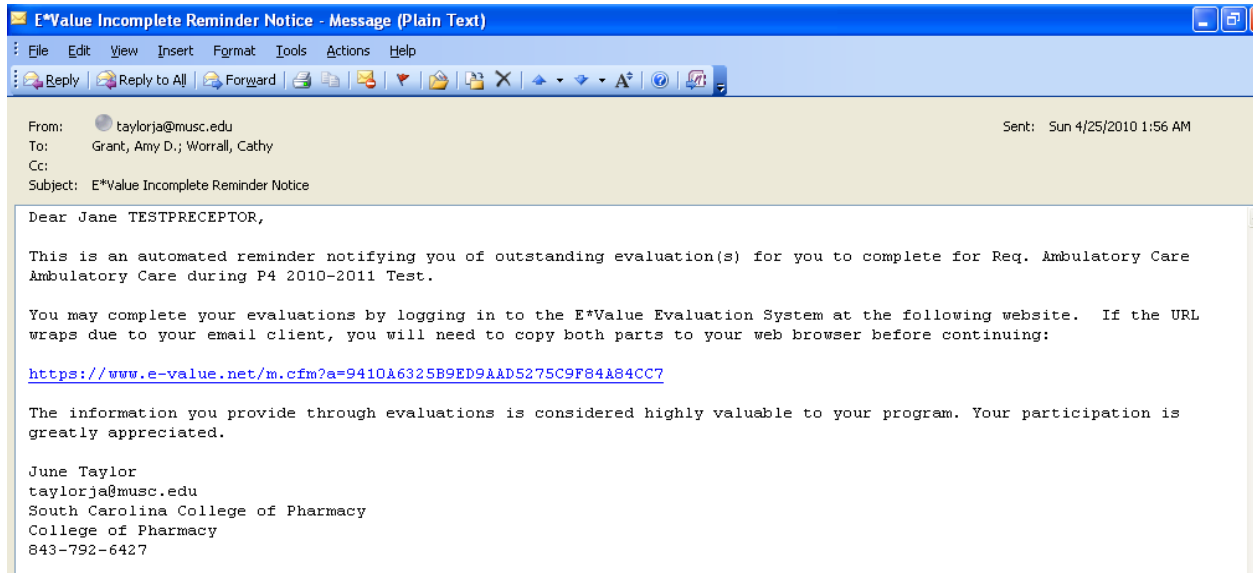 E*Value Incomplete Reminder Notice - Message (Plain Text)
File Edit View Insert Format Tools Actions Help
Reply Reply to All Forward
From: taylorja@musc.edu Sent: Sun 4/25/2010 1:56 AM
To: Grant, Amy D.; Worrall, Cathy
Cc:
Subject: E*Value Incomplete Reminder Notice
Dear Jane TESTPRECEPTOR,
This is an automated reminder notifying you of outstanding evaluation(s) for you to complete for Req. Ambulatory Care
Ambulatory Care during P4 2010-2011 Test.
You may complete your evaluations by logging in to the E*Value Evaluation System at the following website.  If the URL
wraps due to your email client, you will need to copy both parts to your web browser before continuing:
https://www.e-value.net/m.cfm?a=9410A6325B9ED9AAD5275C9F84A84CC7
The information you provide through evaluations is considered highly valuable to your program. Your participation is
greatly appreciated.
June Taylor
taylorja@musc.edu
South Carolina College of Pharmacy
College of Pharmacy
843-792-6427